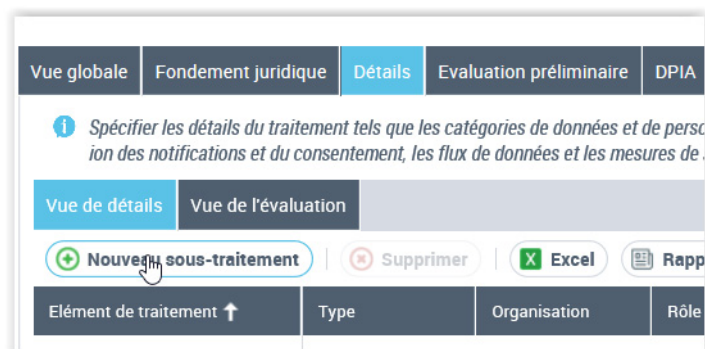 Vue globale Fondement juridique Détails Evaluation préliminaire DPIA
Spécifier les détails du traitement tels que les catégories de données et de
ion des notifications et du consentement, les flux de données et les mesures de
Vue de détails Vue de l'évaluation
Nouveau sous-traitement Supprimer Excel
Elément de traitement Type Organisation Rôle